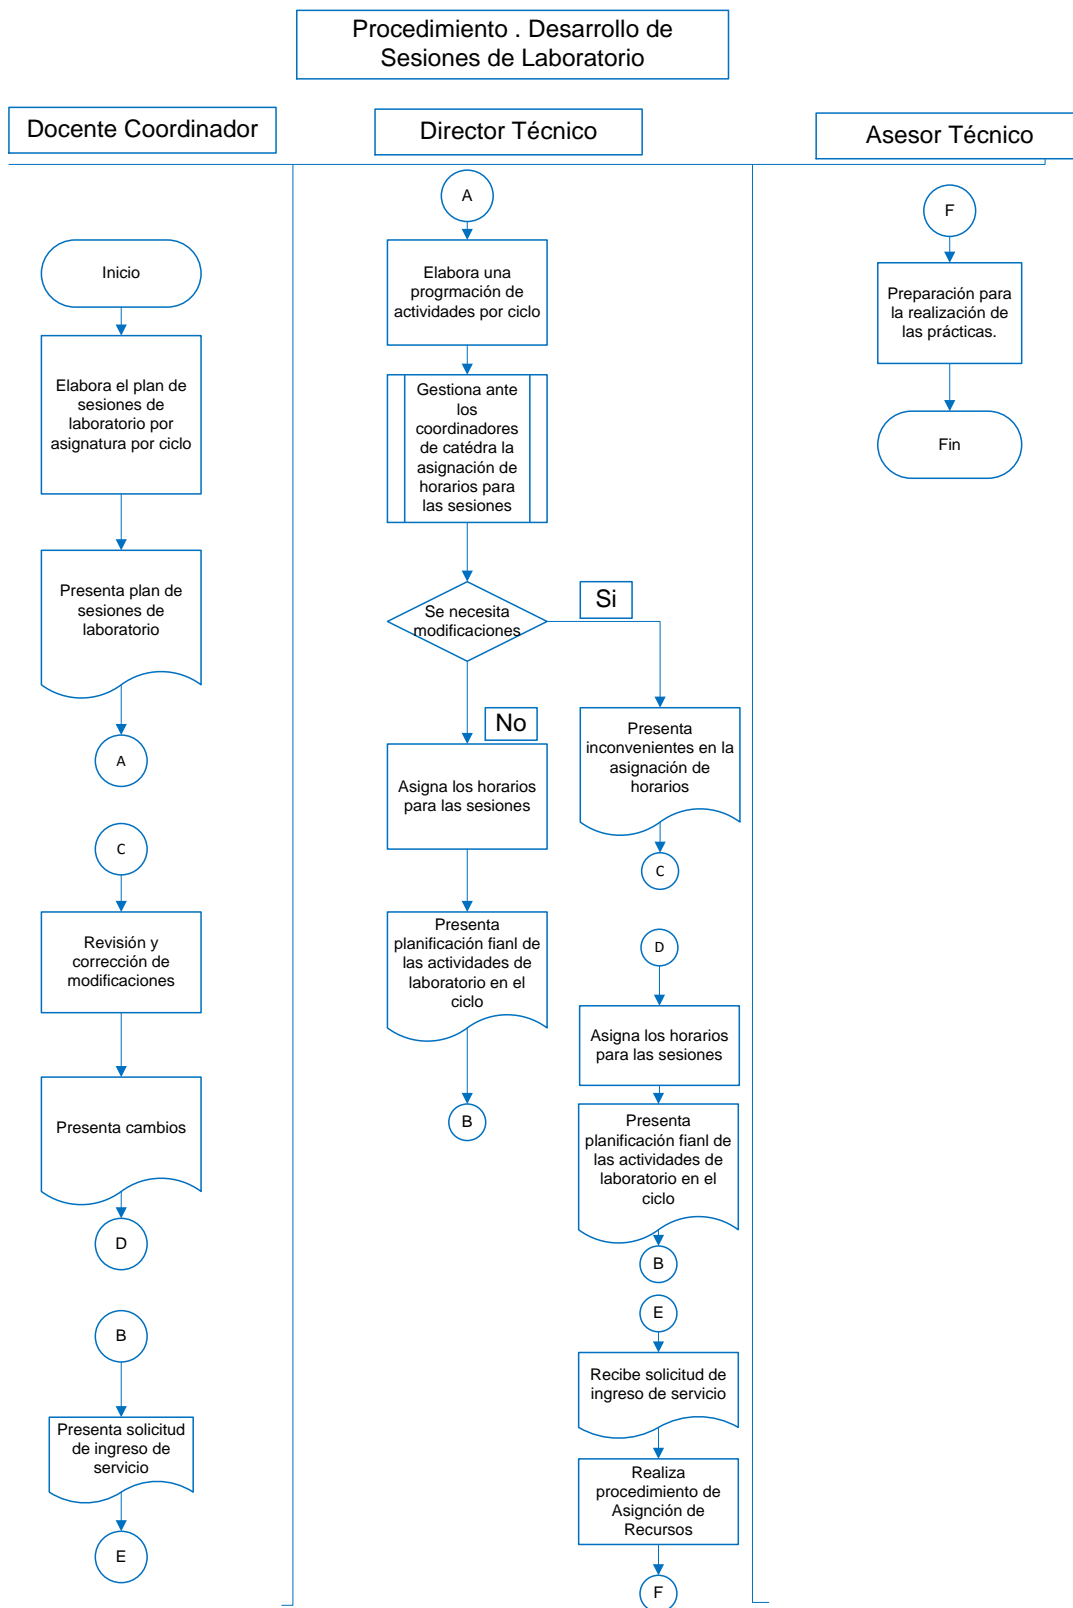 Procedimiento . Desarrollo de
Sesiones de Laboratorio
Docente Coordinador
Director Técnico
Asesor Técnico
Inicio
Elabora el plan de
sesiones de
laboratorio por
asignatura por ciclo
Presenta plan de
sesiones de
laboratorio
A
C
Revisión y
corrección de
modificaciones
Presenta cambios
D
B
Presenta solicitud
de ingreso de
servicio
E
A
Elabora una
progrmación de
actividades por ciclo
Gestiona ante
los
coordinadores
de catédra la
asignación de
horarios para
las sesiones
Se necesita
modificaciones
Si
No
Asigna los horarios
para las sesiones
Presenta
planificación fianl de
las actividades de
laboratorio en el
ciclo
B
Presenta
inconvenientes en la
asignación de
horarios
C
D
Asigna los horarios
para las sesiones
Presenta
planificación fianl de
las actividades de
laboratorio en el
ciclo
B
E
Recibe solicitud de
ingreso de servicio
Realiza
procedimiento de
Asignción de
Recursos
F
F
Preparación para
la realización de
las prácticas.
Fin